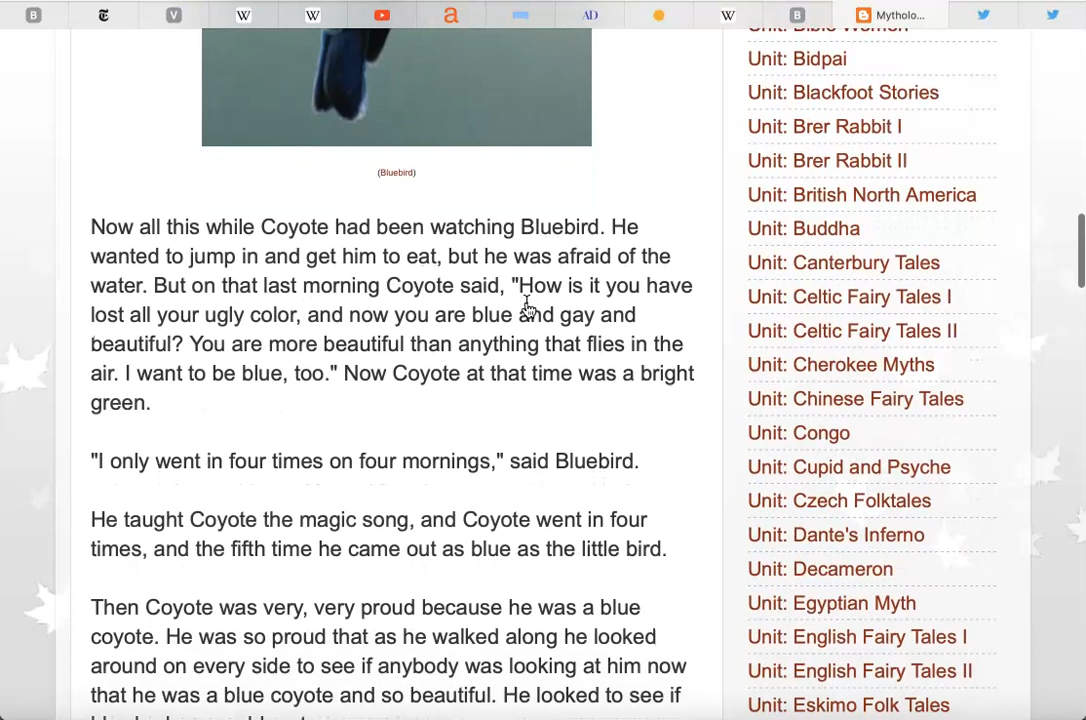 B
V
W
W
a
AD
W
B
Mytholo...
(Bluebird)
Now all this while Coyote had been watching Bluebird. He
wanted to jump in and get him to eat, but he was afraid of the
water. But on that last morning Coyote said, "How is it you have
lost all your ugly color, and now you are blue and gay and
beautiful? You are more beautiful than anything that flies in the
air. I want to be blue, too." Now Coyote at that time was a bright
green.
"I only went in four times on four mornings," said Bluebird.
He taught Coyote the magic song, and Coyote went in four
times, and the fifth time he came out as blue as the little bird.
Then Coyote was very, very proud because he was a blue
coyote. He was so proud that as he walked along he looked
around on every side to see if anybody was looking at him now
that he was a blue coyote and so beautiful. He looked to see if
Unit: Bible Women
Unit: Bidpai
Unit: Blackfoot Stories
Unit: Brer Rabbit I
Unit: Brer Rabbit II
Unit: British North America
Unit: Buddha
Unit: Canterbury Tales
Unit: Celtic Fairy Tales I
Unit: Celtic Fairy Tales II
Unit: Cherokee Myths
Unit: Chinese Fairy Tales
Unit: Congo
Unit: Cupid and Psyche
Unit: Czech Folktales
Unit: Dante's Inferno
Unit: Decameron
Unit: Egyptian Myth
Unit: English Fairy Tales I
Unit: English Fairy Tales II
Unit: Eskimo Folk Tales